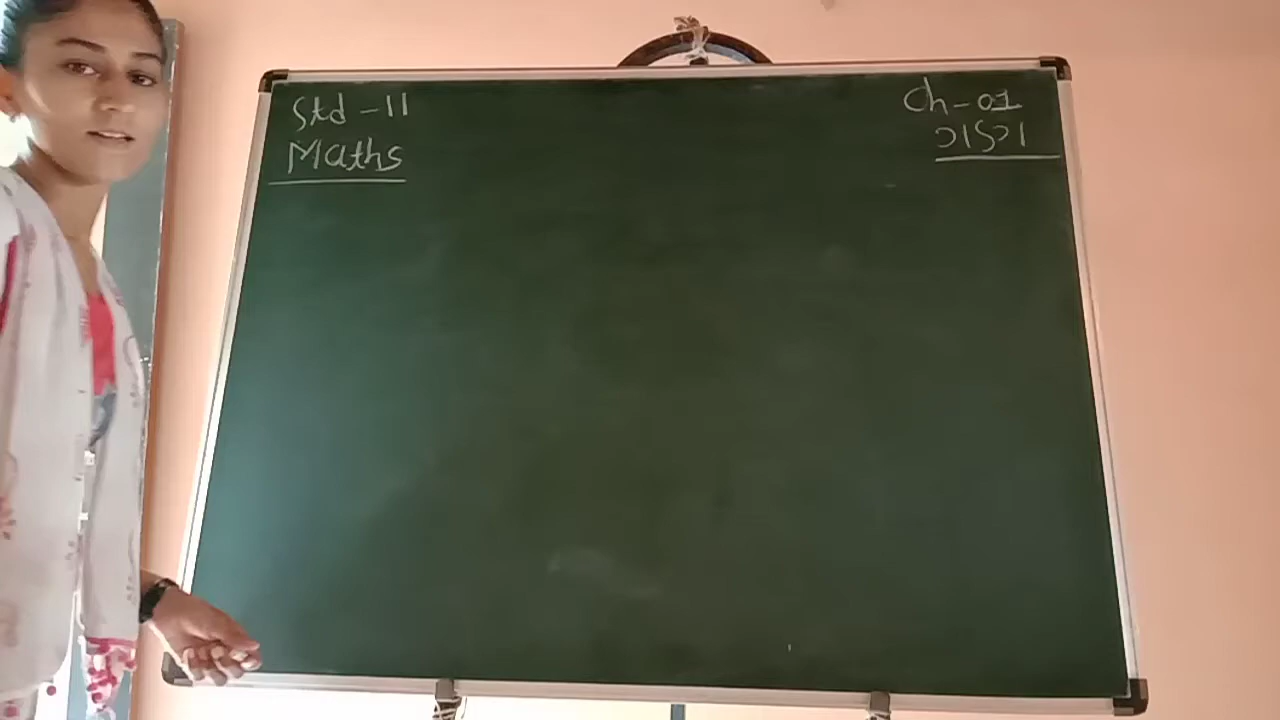 Std - 11
Maths
Ch - 01
ગણ